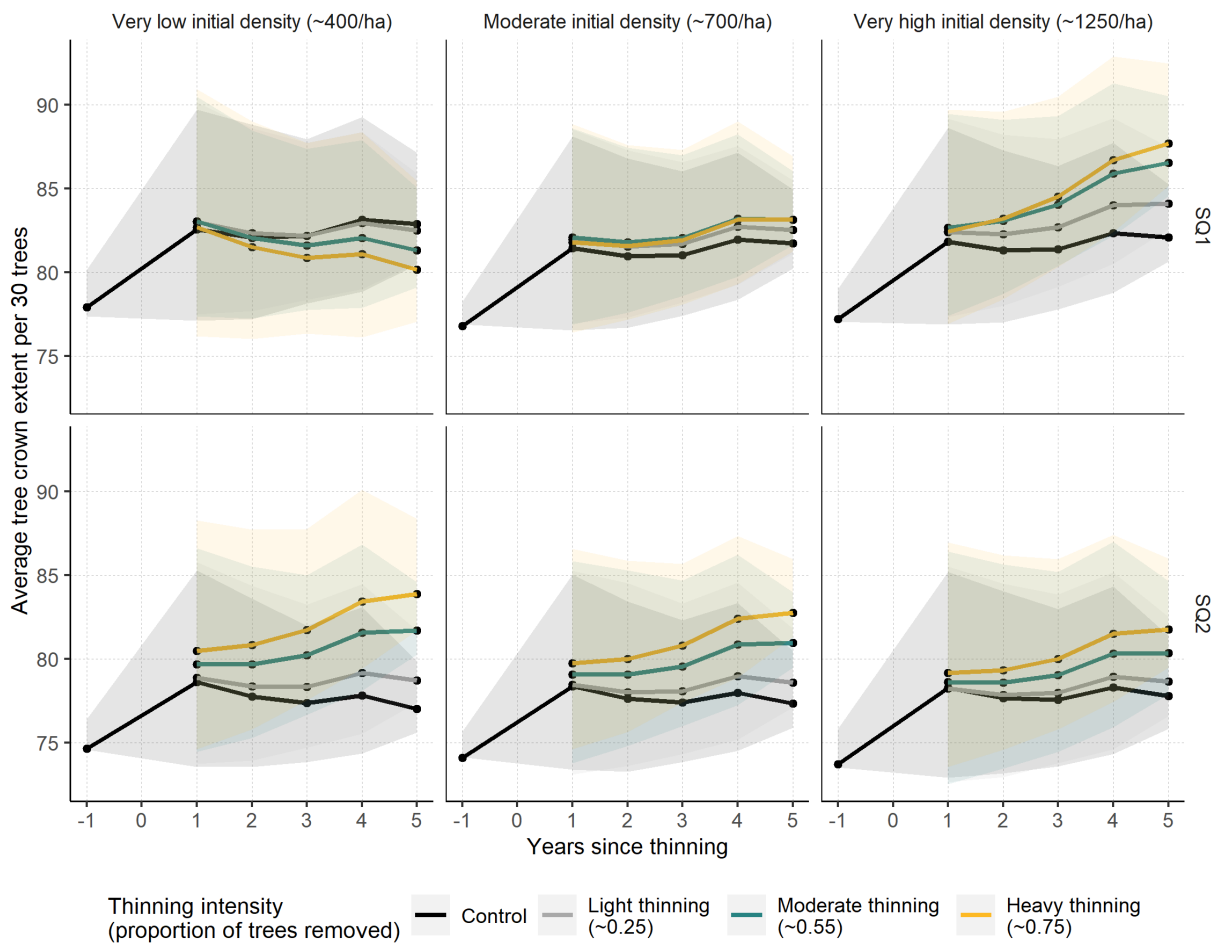 Very low initial density (~400/ha)
Moderate initial density (~700/ha)
Very high initial density (~1250/ha)
Average tree crown extent per 30 trees
90
85
80
75
SQ1
90
85
80
75
SQ2
-1 0 1 2 3 4 5
-1 0 1 2 3 4 5
-1 0 1 2 3 4 5
Years since thinning
Thinning intensity
(proportion of trees removed)
Control
Light thinning
(~0.25)
Moderate thinning
(~0.55)
Heavy thinning
(~0.75)